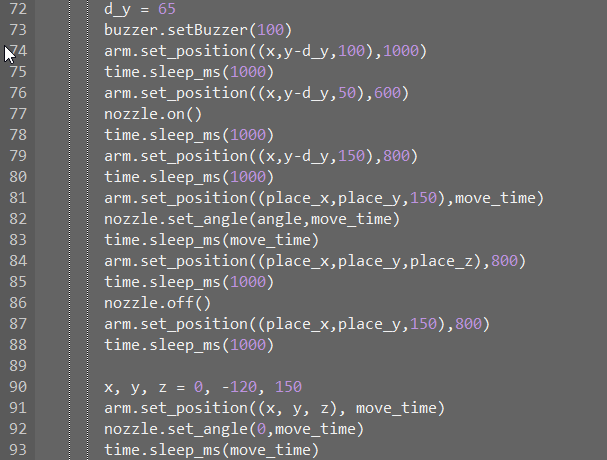 72 d_y = 65
73 buzzer.setBuzzer(100)
74 arm.set_position((x,y-d_y,100),1000)
75 time.sleep_ms(1000)
76 arm.set_position((x,y-d_y,50),600)
77 nozzle.on()
78 time.sleep_ms(1000)
79 arm.set_position((x,y-d_y,150),800)
80 time.sleep_ms(1000)
81 arm.set_position((place_x,place_y,150),move_time)
82 nozzle.set_angle(angle,move_time)
83 time.sleep_ms(move_time)
84 arm.set_position((place_x,place_y,place_z),800)
85 time.sleep_ms(1000)
86 nozzle.off()
87 arm.set_position((place_x,place_y,150),800)
88 time.sleep_ms(1000)
89
90 x, y, z = 0, -120, 150
91 arm.set_position((x, y, z), move_time)
92 nozzle.set_angle(0,move_time)
93 time.sleep_ms(move_time)